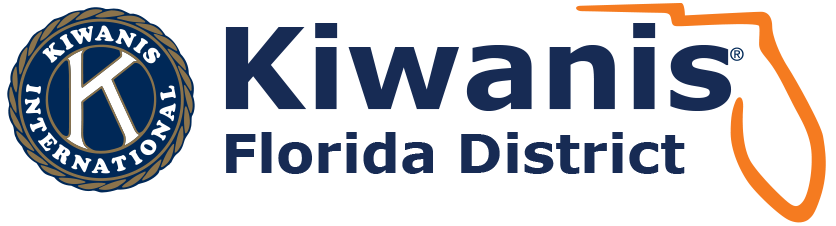 KIWANIS
K
INTERNATIONAL
Kiwanis®
Florida District